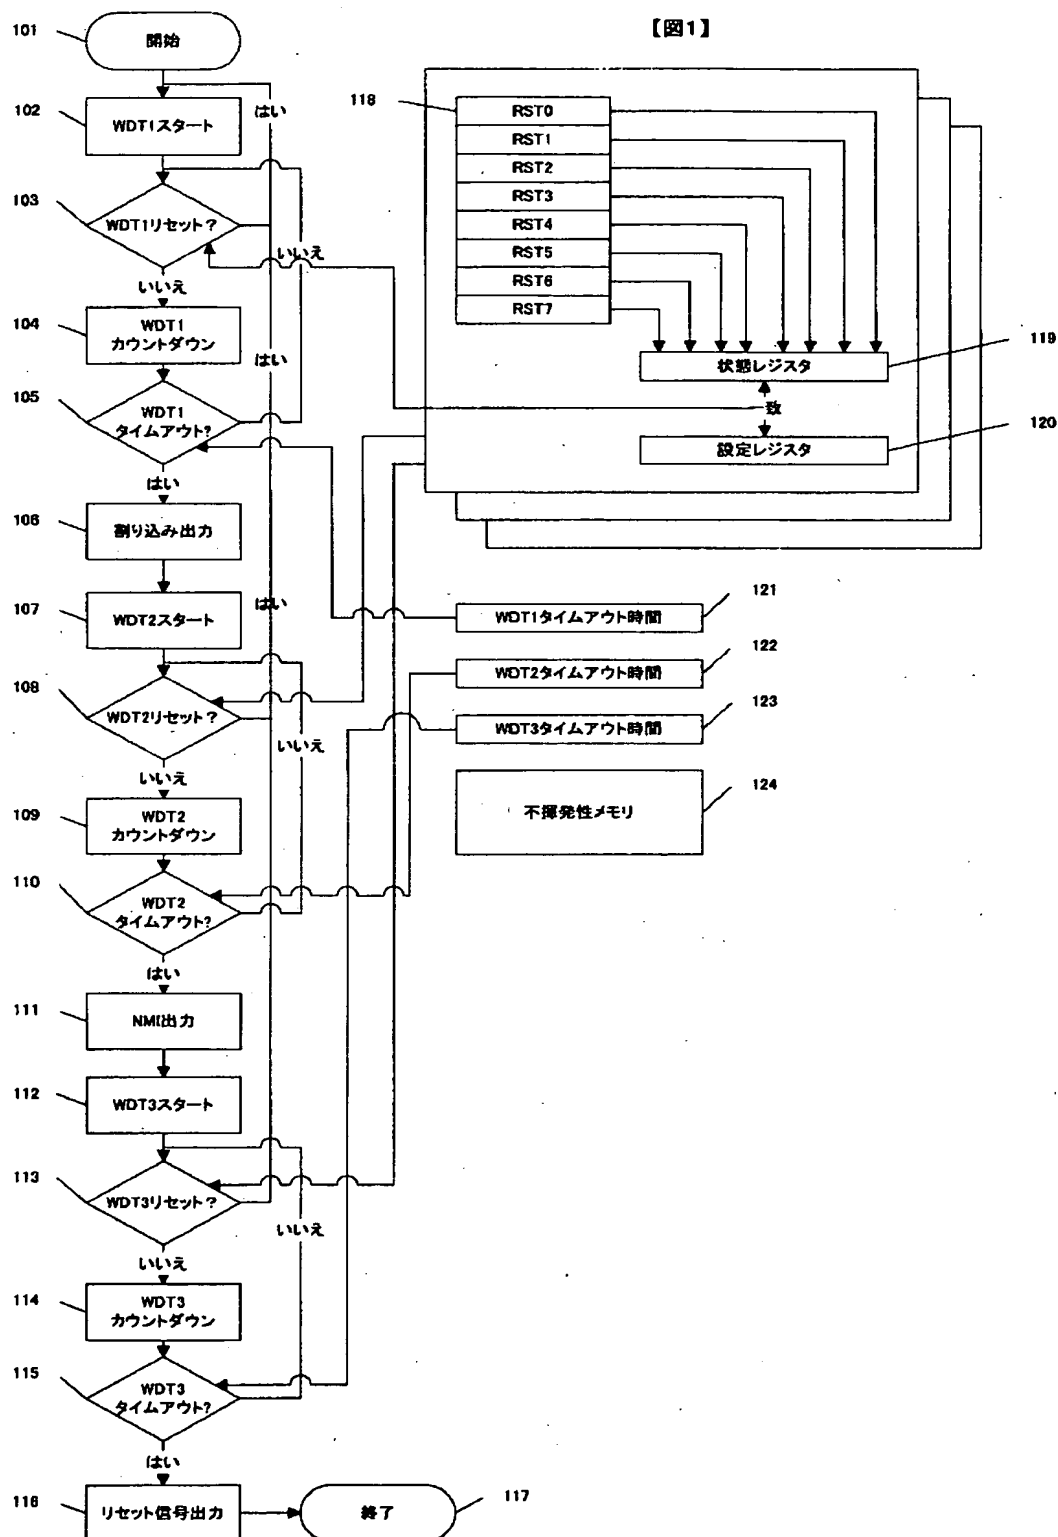 【図1】
101
開始
はい
102
WDT1スタート
103
WDT1リセット?
いいえ
いいえ
104
WDT1
カウントダウン
はい
105
WDT1
タイムアウト?
はい
106
割り込み出力
107
WDT2スタート
はい
108
WDT2リセット?
いいえ
いいえ
109
WDT2
カウントダウン
110
WDT2
タイムアウト?
はい
111
NMI出力
112
WDT3スタート
113
WDT3リセット?
いいえ
いいえ
114
WDT3
カウントダウン
115
WDT3
タイムアウト?
はい
116
リセット信号出力
終了
117
118
RST0
RST1
RST2
RST3
RST4
RST5
RST6
RST7
状態レジスタ
119
致
設定レジスタ
120
WDT1タイムアウト時間
121
WDT2タイムアウト時間
122
WDT3タイムアウト時間
123
不揮発性メモリ
124